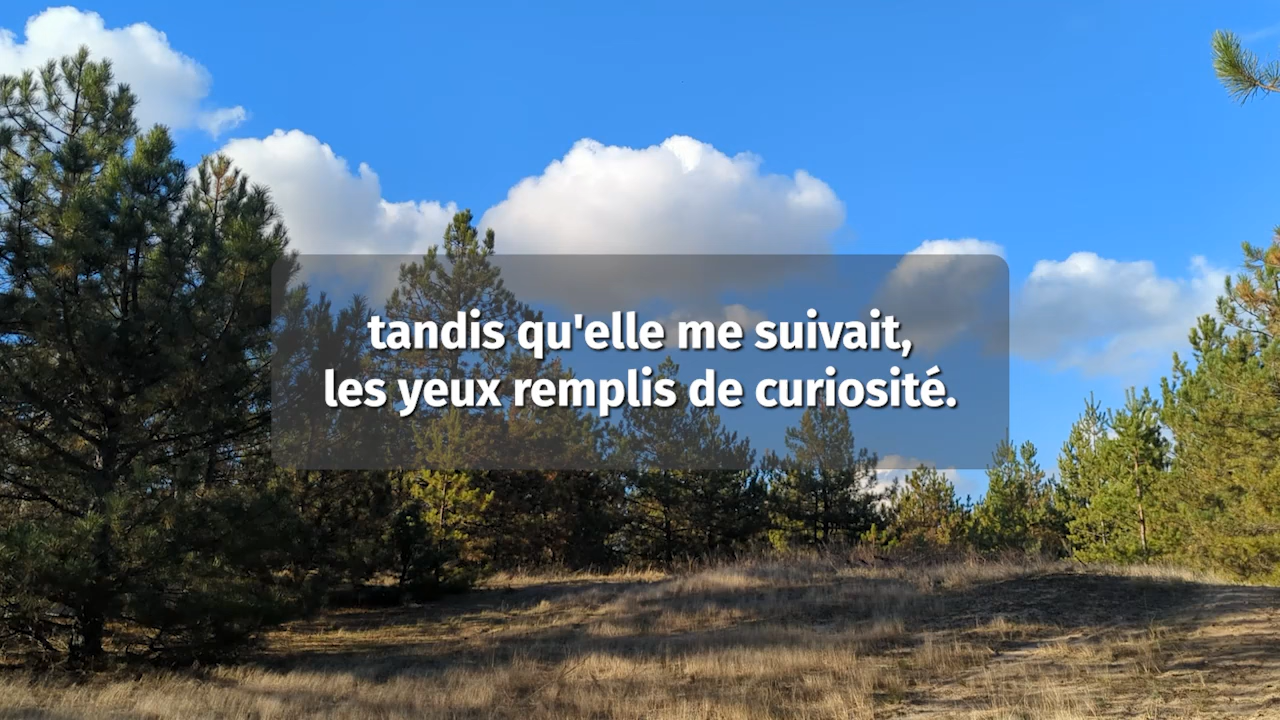 tandis qu'elle me suivait,
les yeux remplis de curiosité.